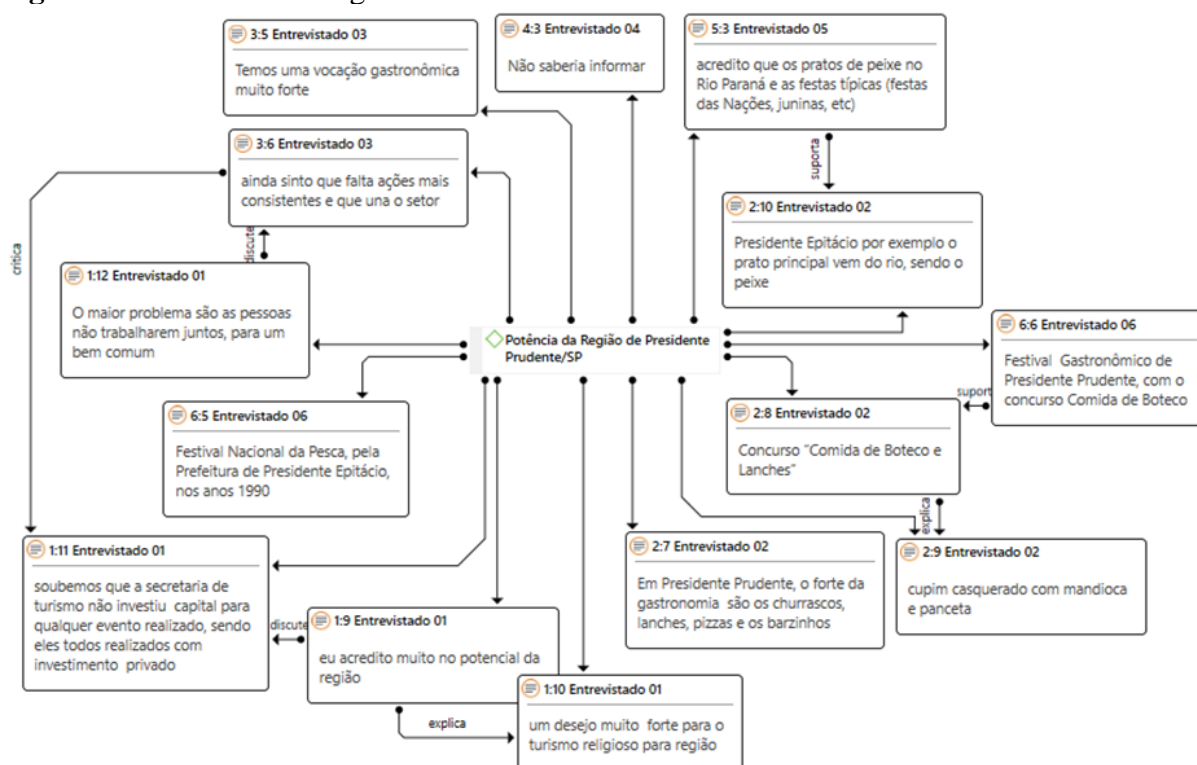 3:5 Entrevistado 03
Temos uma vocação gastronômica
muito forte
4:3 Entrevistado 04
Não saberia informar
5:3 Entrevistado 05
acredito que os pratos de peixe no
Rio Paraná e as festas típicas (festas
das Nações, juninas, etc)
3:6 Entrevistado 03
ainda sinto que falta ações mais
consistentes e que una o setor
suporta
2:10 Entrevistado 02
Presidente Epitácio por exemplo o
prato principal vem do rio, sendo o
peixe
critica
discute
1:12 Entrevistado 01
O maior problema são as pessoas
não trabalharem juntos, para um
bem comum
Potência da Região de Presidente
Prudente/SP
6:6 Entrevistado 06
Festival Gastronômico de
Presidente Prudente, com o
concurso Comida de Boteco
6:5 Entrevistado 06
Festival Nacional da Pesca, pela
Prefeitura de Presidente Epitácio,
nos anos 1990
2:8 Entrevistado 02
Concurso "Comida de Boteco e
Lanches"
suport
explica
1:11 Entrevistado 01
soubemos que a secretaria de
turismo não investiu capital para
qualquer evento realizado, sendo
eles todos realizados com
investimento privado
2:7 Entrevistado 02
Em Presidente Prudente, o forte da
gastronomia são os churrascos,
lanches, pizzas e os barzinhos
2:9 Entrevistado 02
cupim casquerado com mandioca
e panceta
discute
1:9 Entrevistado 01
eu acredito muito no potencial da
região
explica
1:10 Entrevistado 01
um desejo muito forte para o
turismo religioso para região